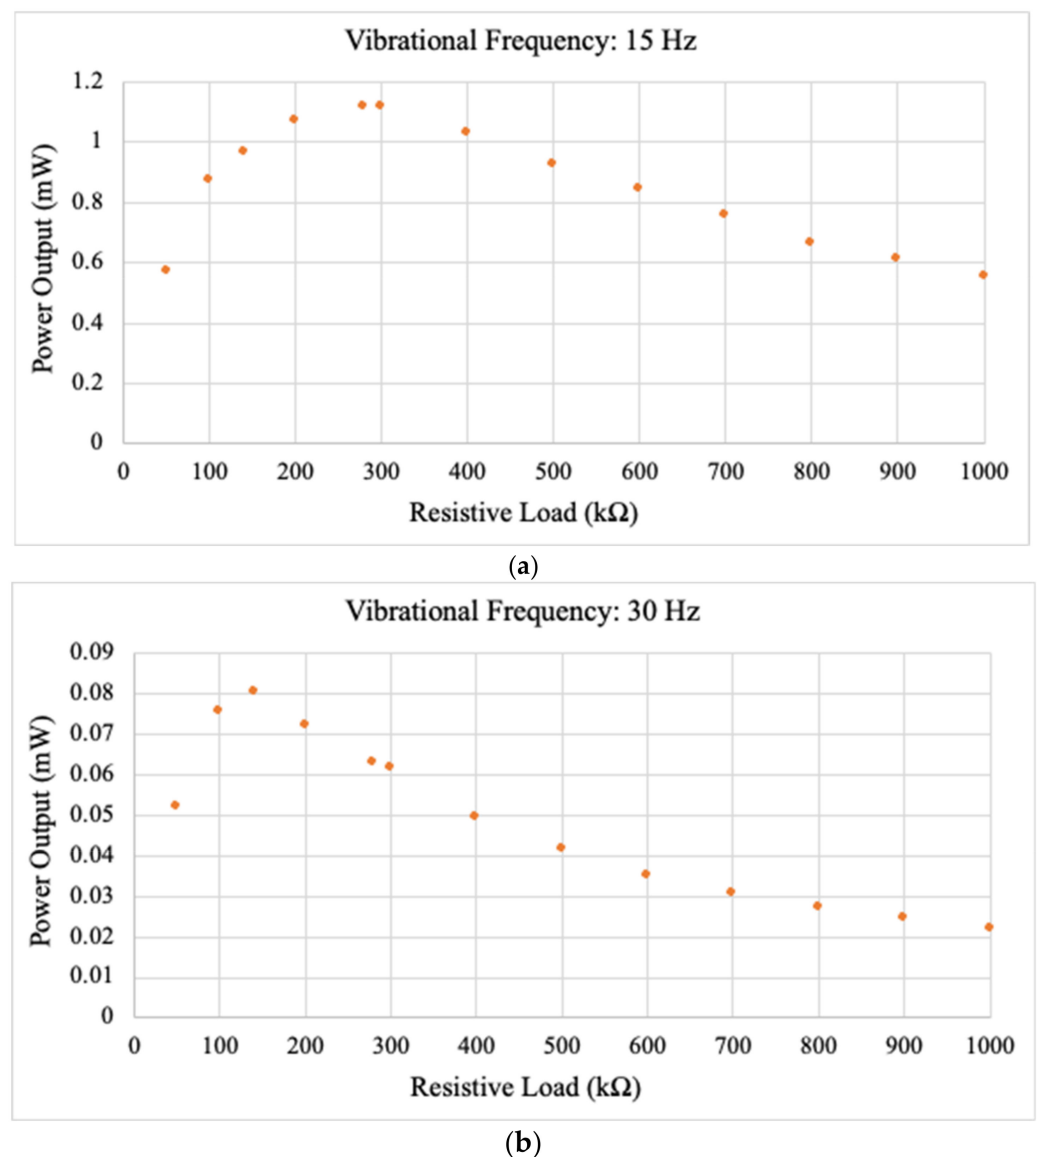 Vibrational Frequency: 15 Hz
1.2
1
0.8
0.6
0.4
0.2
0
Power Output (mW)
0 100 200 300 400 500 600 700 800 900 1000
Resistive Load (kΩ)
(a)
Vibrational Frequency: 30 Hz
0.09
0.08
0.07
0.06
0.05
0.04
0.03
0.02
0.01
0
Power Output (mW)
0 100 200 300 400 500 600 700 800 900 1000
Resistive Load (kΩ)
(b)